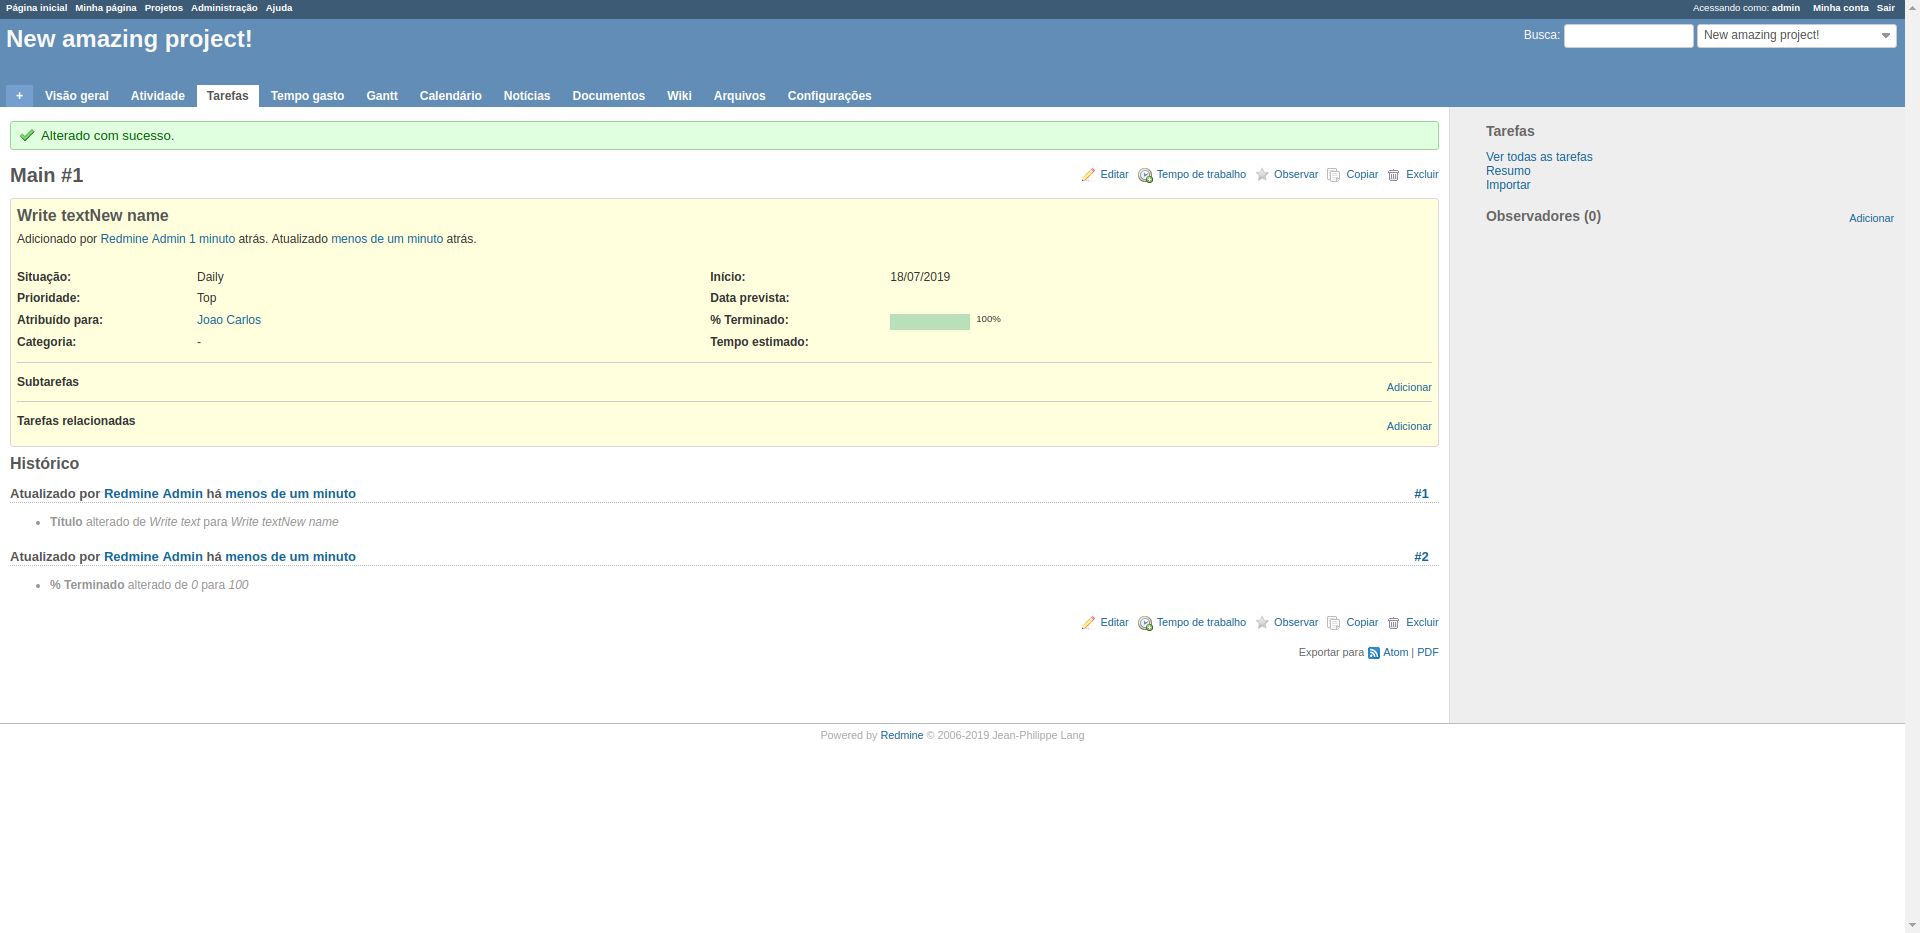 Página inicial Minha página Projetos Administração Ajuda Acessando como: admin Minha conta Sair
New amazing project! Busca: New amazing project!
+ Visão geral Atividade Tarefas Tempo gasto Gantt Calendário Notícias Documentos Wiki Arquivos Configurações
Alterado com sucesso.
Main #1 Editar Tempo de trabalho Observar Copiar Excluir
Write textNew name
Adicionado por Redmine Admin 1 minuto atrás. Atualizado menos de um minuto atrás.
Situação: Daily Início: 18/07/2019
Prioridade: Top Data prevista:
Atribuído para: Joao Carlos % Terminado: 100%
Categoria: - Tempo estimado:
Subtarefas Adicionar
Tarefas relacionadas Adicionar
Histórico
Atualizado por Redmine Admin há menos de um minuto #1
Título alterado de Write text para Write textNew name
Atualizado por Redmine Admin há menos de um minuto #2
% Terminado alterado de 0 para 100
Editar Tempo de trabalho Observar Copiar Excluir
Exportar para Atom | PDF
Tarefas
Ver todas as tarefas
Resumo
Importar
Observadores (0) Adicionar
Powered by Redmine © 2006-2019 Jean-Philippe Lang